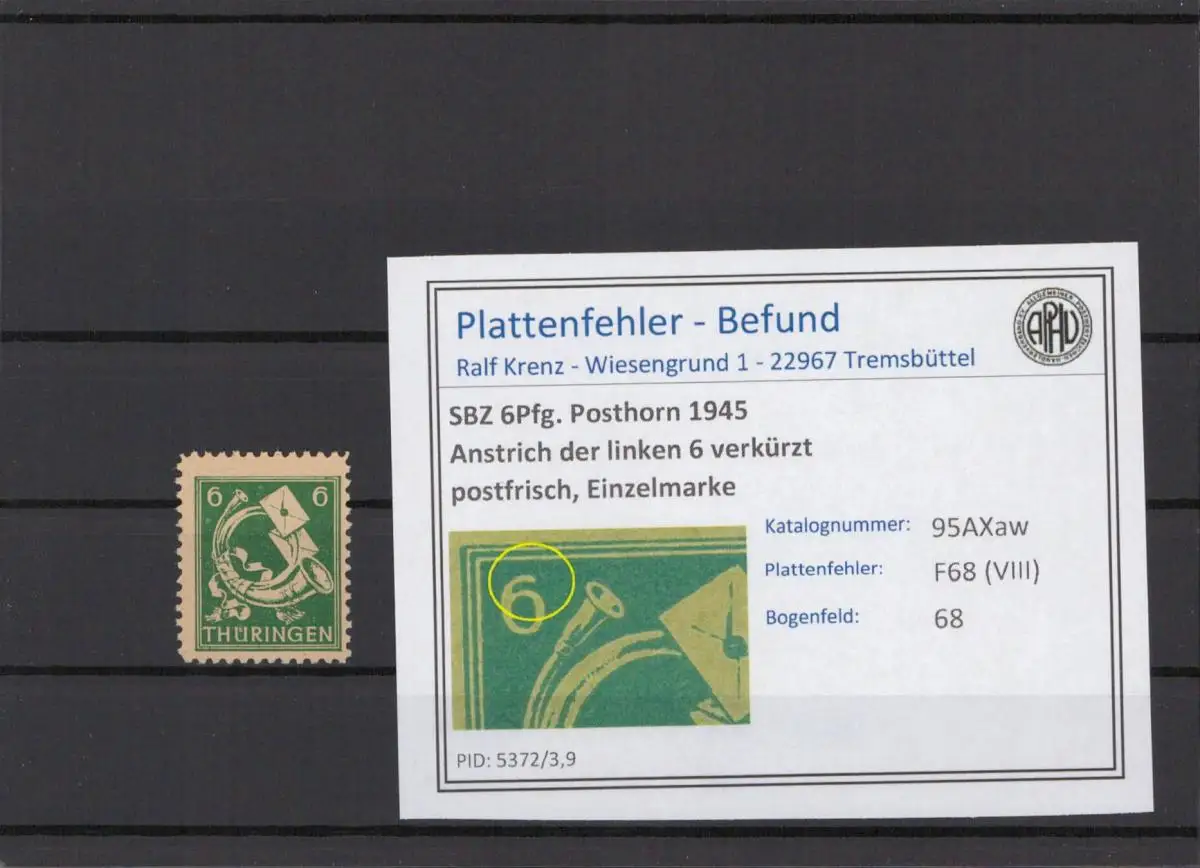 6 6
THÜRINGEN
Plattenfehler - Befund
Ralf Krenz - Wiesengrund 1 - 22967 Tremsbüttel
APHV
SBZ 6Pfg. Posthorn 1945
Anstrich der linken 6 verkürzt
postfrisch, Einzelmarke
6
Katalognummer: 95AXaw
Plattenfehler: F68 (VIII)
Bogenfeld: 68
PID: 5372/3,9